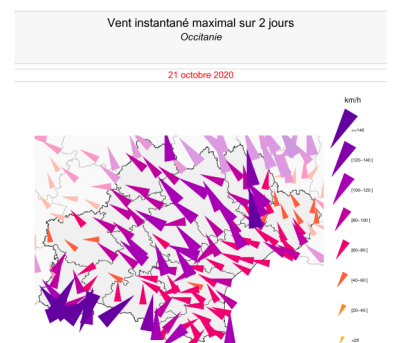 Vent instantané maximal sur 2 jours
Occitanie
21 octobre 2020
km/h
>=140
[120-140[
[100-120[
[80-100[
[60-80[
[40-60[
[20-40[
<20